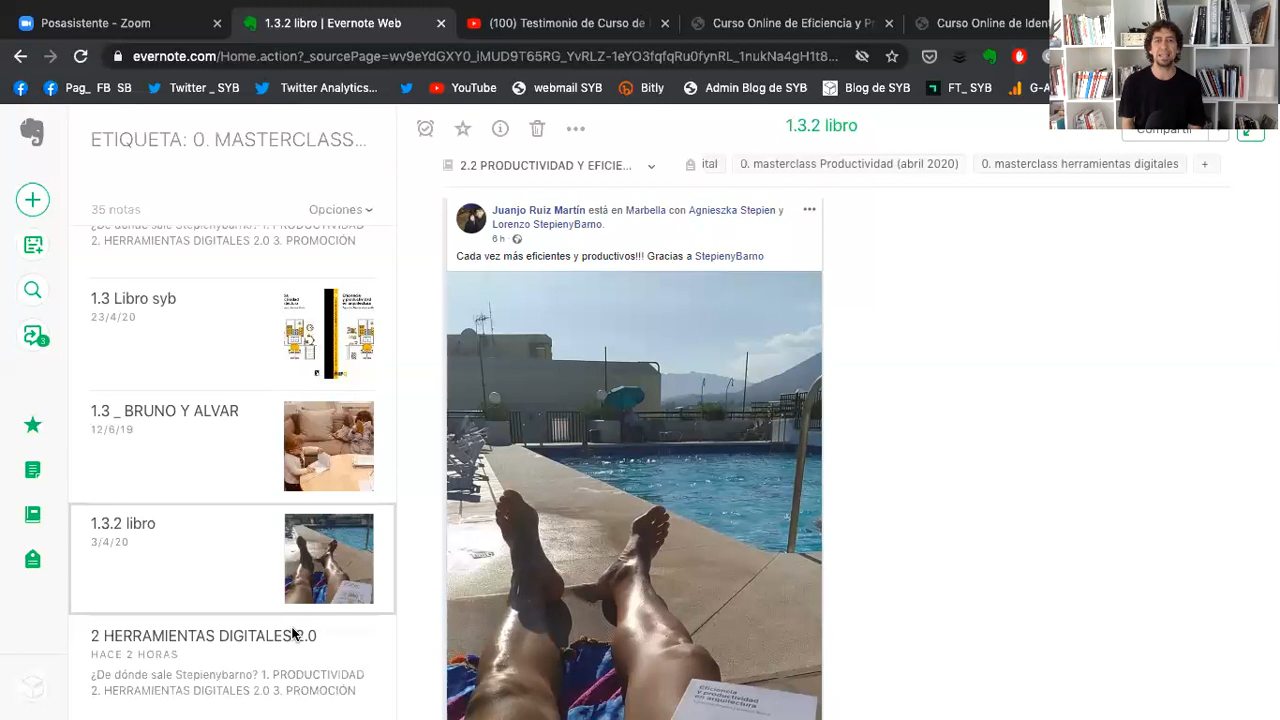 Posasistente - Zoom
1.3.2 libro | Evernote Web
(100) Testimonio de Curso de
Curso Online de Eficiencia y Pr
Curso Online de Iden
evernote.com/Home.action?_sourcePage=
Pag_ FB SB
Twitter _ SYB
Twitter Analytics...
YouTube
webmail SYB
Bitly
Admin Blog de SYB
Blog de SYB
FT_ SYB
G-A
ETIQUETA: 0. MASTERCLASS...
35 notas
Opciones
¿De dónde sale Stepienybarno? 1. PRODUCTIVIDAD
2. HERRAMIENTAS DIGITALES 2.0 3. PROMOCIÓN
1.3 Libro syb
23/4/20
1.3 _ BRUNO Y ALVAR
12/6/19
1.3.2 libro
3/4/20
2 HERRAMIENTAS DIGITALES 2.0
HACE 2 HORAS
¿De dónde sale Stepienybarno? 1. PRODUCTIVIDAD
2. HERRAMIENTAS DIGITALES 2.0 3. PROMOCIÓN
3
1.3.2 libro
Compartir
2.2 PRODUCTIVIDAD Y EFICIE...
ital
0. masterclass Productividad (abril 2020)
0. masterclass herramientas digitales
+
Juanjo Ruiz Martín está en Marbella con Agnieszka Stepien y
Lorenzo StepienyBarno.
6 h
Cada vez más eficientes y productivos!!! Gracias a StepienyBarno
Eficiencia
y productividad
en arquitectura